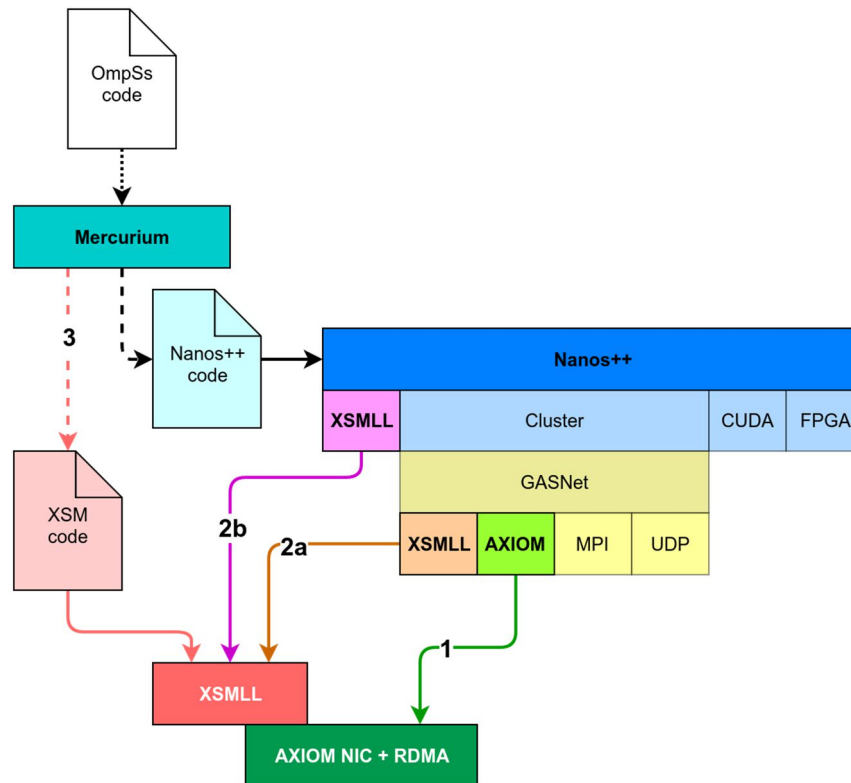 OmpSs
code
Mercurium
3
Nanos++
code
Nanos++
XSMLL
Cluster
CUDA
FPGA
GASNet
XSM
code
2b
2a
XSMLL
AXIOM
MPI
UDP
1
XSMLL
AXIOM NIC + RDMA